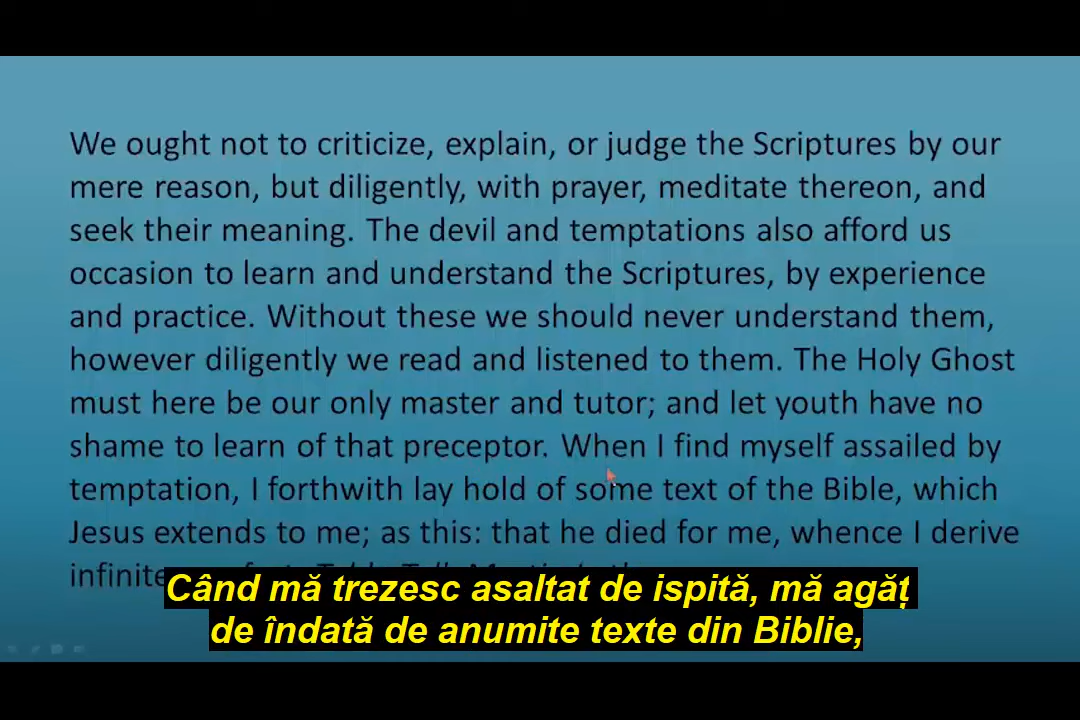 We ought not to criticize, explain, or judge the Scriptures by our
mere reason, but diligently, with prayer, meditate thereon, and
seek their meaning. The devil and temptations also afford us
occasion to learn and understand the Scriptures, by experience
and practice. Without these we should never understand them,
however diligently we read and listened to them. The Holy Ghost
must here be our only master and tutor; and let youth have no
shame to learn of that preceptor. When I find myself assailed by
temptation, I forthwith lay hold of some text of the Bible, which
Jesus extends to me; as this: that he died for me, whence I derive
infinite
Când mă trezesc asaltat de ispită, mă agăț
de îndată de anumite texte din Biblie,